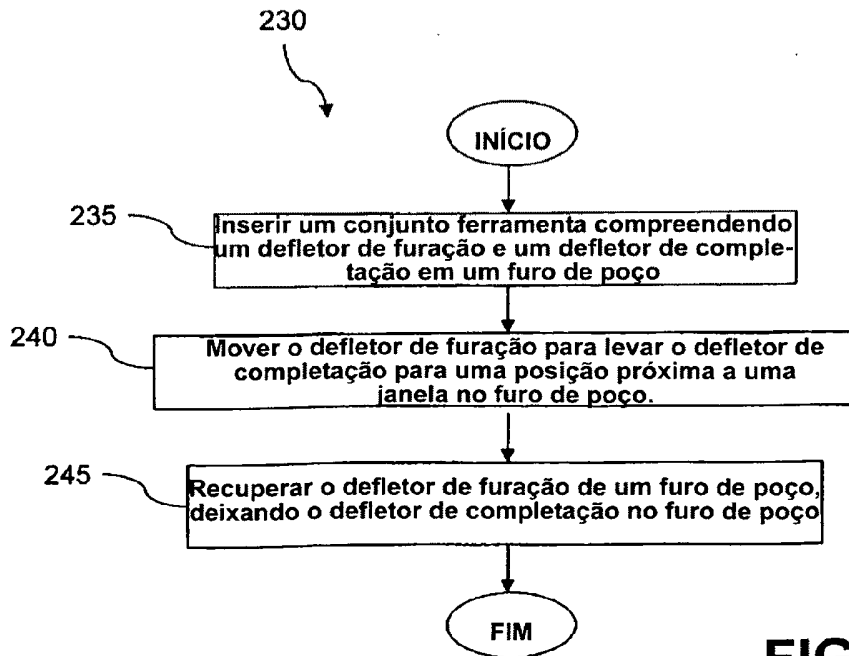 230
INÍCIO
235
Inserir um conjunto ferramenta compreendendo
um defletor de furação e um defletor de comple-
tação em um furo de poço
240
Mover o defletor de furação para levar o defletor de
completação para uma posição próxima a uma
janela no furo de poço.
245
Recuperar o defletor de furação de um furo de poço,
deixando o defletor de completação no furo de poço
FIM
FIG